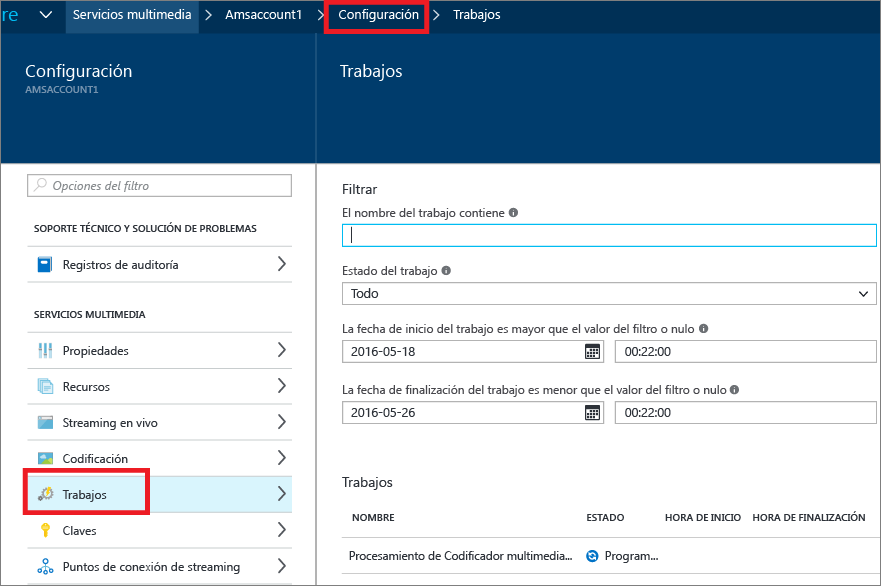 re Servicios multimedia Amsaccount1 Configuración Trabajos
Configuración
AMSACCOUNT1
Trabajos
Opciones del filtro
SOPORTE TÉCNICO Y SOLUCIÓN DE PROBLEMAS
Registros de auditoría
SERVICIOS MULTIMEDIA
Propiedades
Recursos
Streaming en vivo
Codificación
Trabajos
Claves
Puntos de conexión de streaming
Filtrar
El nombre del trabajo contiene
Estado del trabajo
Todo
La fecha de inicio del trabajo es mayor que el valor del filtro o nulo
2016-05-18 00:22:00
La fecha de finalización del trabajo es menor que el valor del filtro o nulo
2016-05-26 00:22:00
Trabajos
NOMBRE ESTADO HORA DE INICIO HORA DE FINALIZACIÓN
Procesamiento de Codificador multimedia... Program...